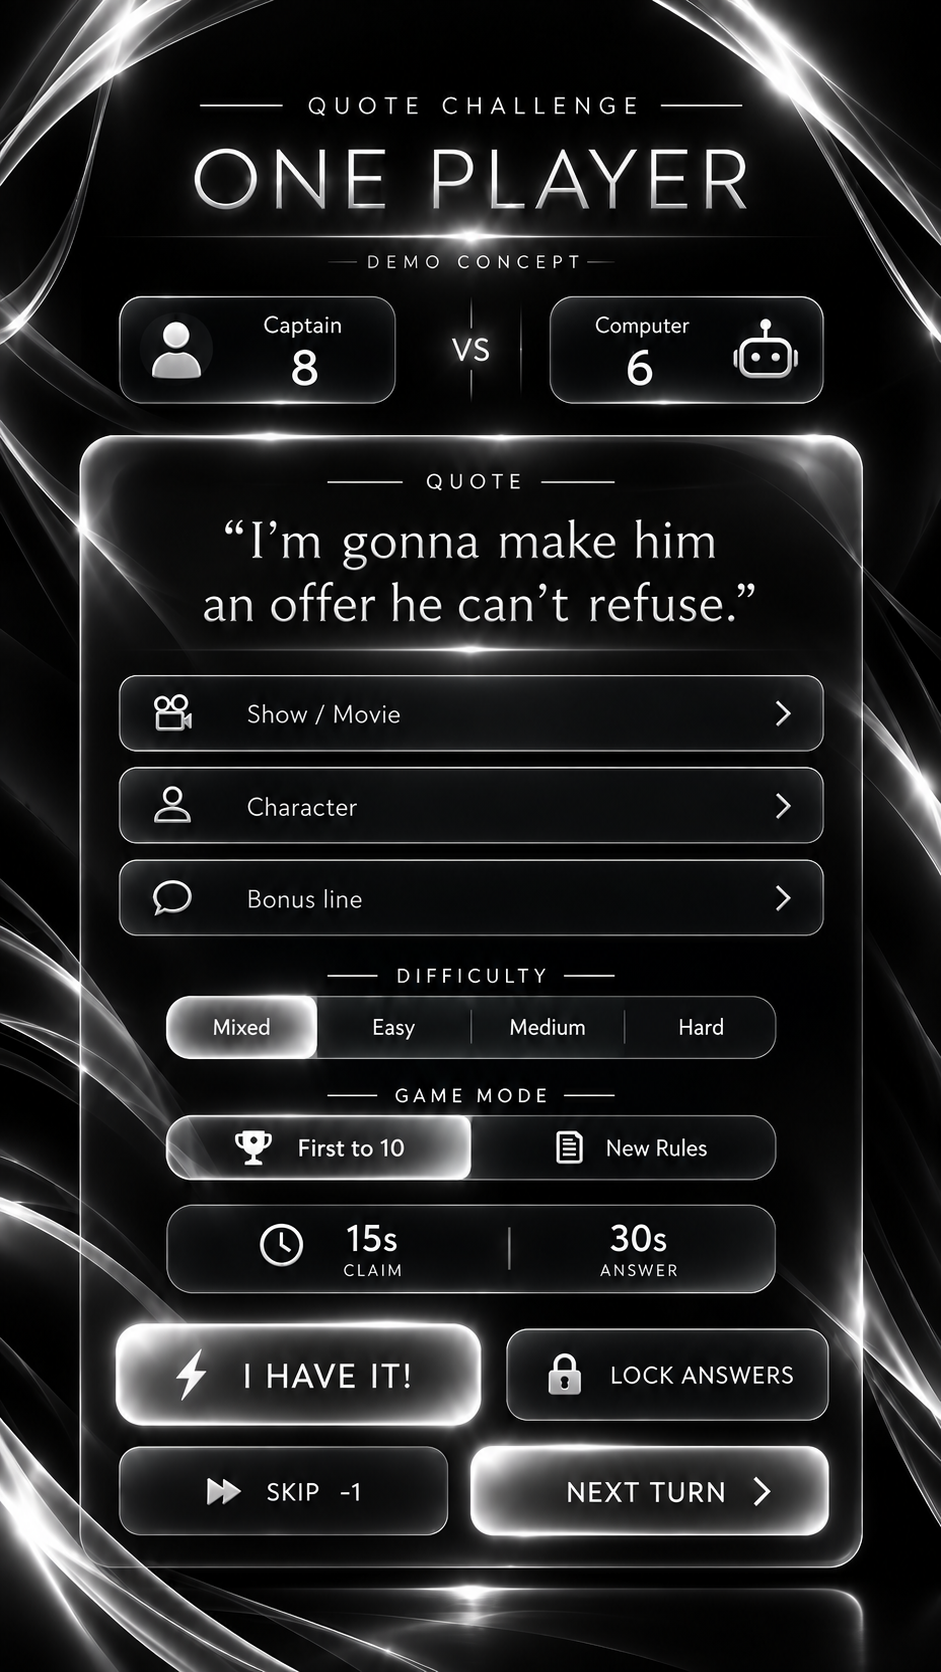 QUOTE CHALLENGE
ONE PLAYER
DEMO CONCEPT
Captain
8
VS
Computer
6
QUOTE
“I’m gonna make him
an offer he can’t refuse.”
Show / Movie
Character
Bonus line
DIFFICULTY
Mixed Easy Medium Hard
GAME MODE
First to 10 New Rules
15s 30s
CLAIM ANSWER
I HAVE IT! LOCK ANSWERS
SKIP -1 NEXT TURN